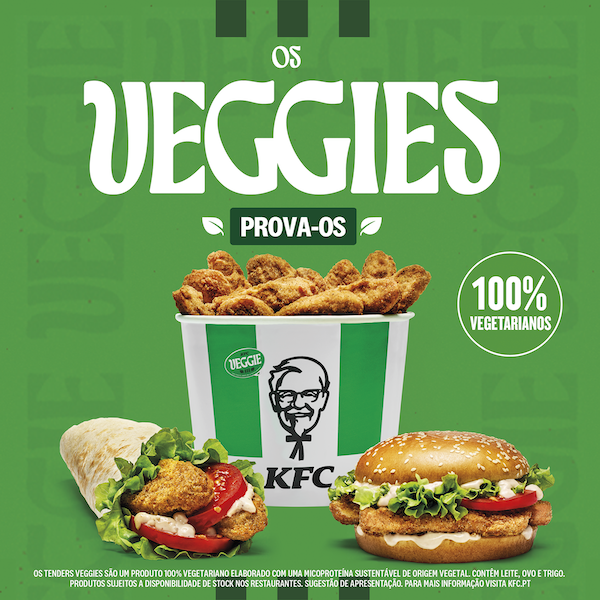 OS
VEGGIES
PROVA-OS
100%
VEGETARIANOS
VEGGIE
KFC
OS TENDERS VEGGIES SÃO UM PRODUTO 100% VEGETARIANO ELABORADO COM UMA MICOPROTEÍNA SUSTENTÁVEL DE ORIGEM VEGETAL. CONTÊM LEITE, OVO E TRIGO.
PRODUTOS SUJEITOS A DISPONIBILIDADE DE STOCK NOS RESTAURANTES. SUGESTÃO DE APRESENTAÇÃO. PARA MAIS INFORMAÇÃO VISITA KFC.PT